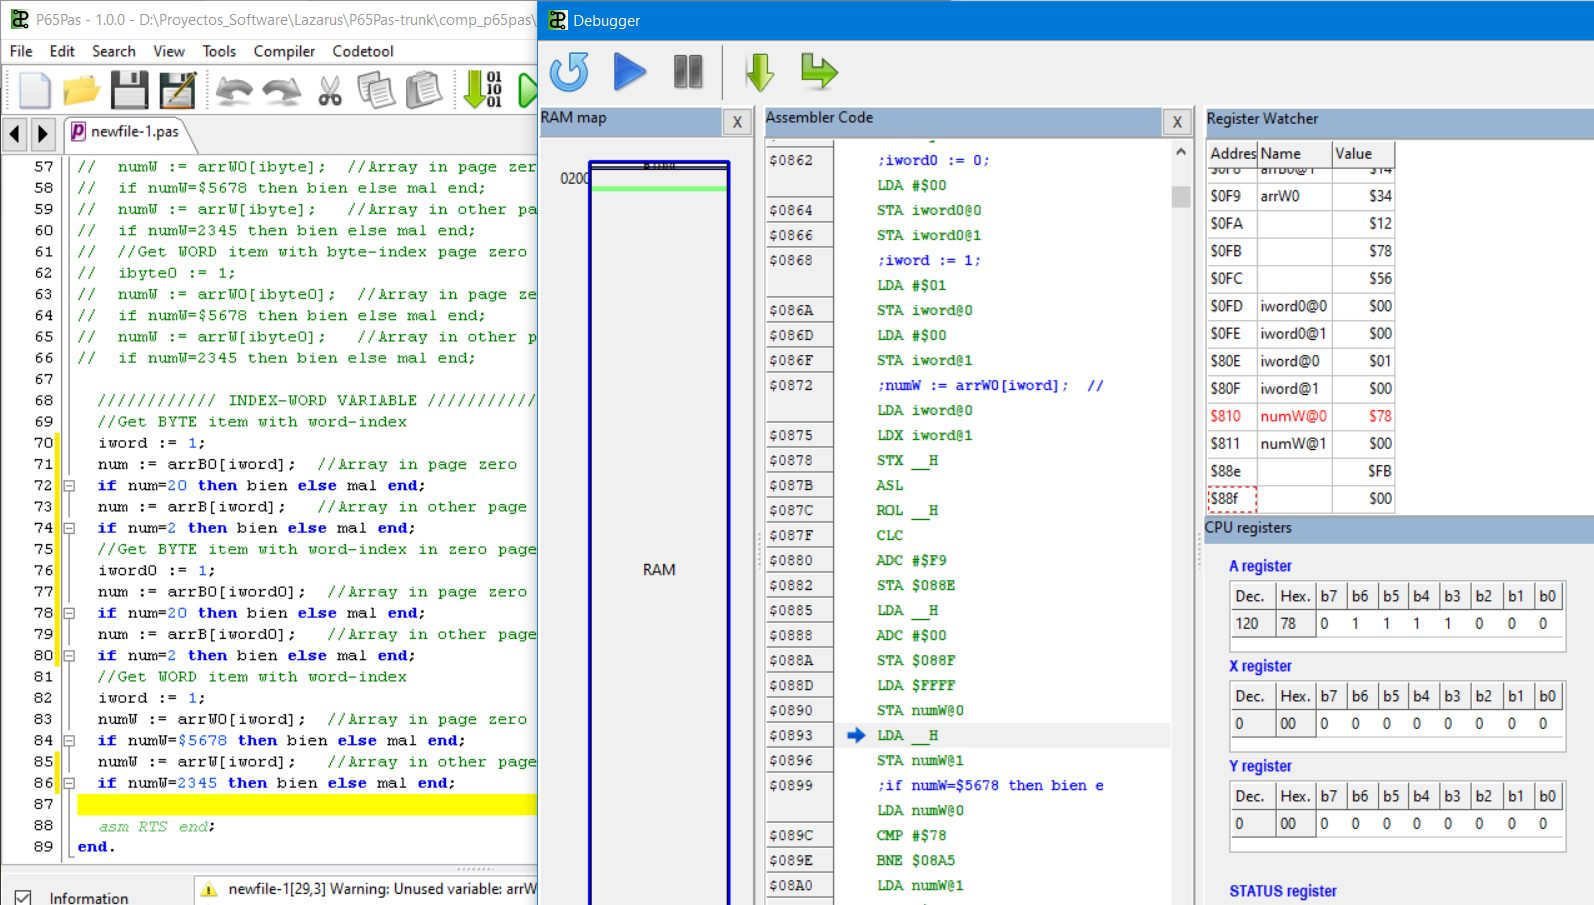 P65Pas - 1.0.0 - D:\Proyectos_Software\Lazarus\P65Pas-trunk\comp_p65pas\
File Edit Search View Tools Compiler Codetool
newfile-1.pas
57 // numW := arrW0[ibyte]; //Array in page zero
58 // if numW=$5678 then bien else mal end;
59 // numW := arrW[ibyte]; //Array in other pa
60 // if numW=2345 then bien else mal end;
61 // //Get WORD item with byte-index page zero
62 // ibyte0 := 1;
63 // numW := arrW0[ibyte0]; //Array in page zero
64 // if numW=$5678 then bien else mal end;
65 // numW := arrW[ibyte0]; //Array in other p
66 // if numW=2345 then bien else mal end;
67
68 //////////// INDEX-WORD VARIABLE ///////////
69 //Get BYTE item with word-index
70 iword := 1;
71 num := arrB0[iword]; //Array in page zero
72 if num=20 then bien else mal end;
73 num := arrB[iword]; //Array in other page
74 if num=2 then bien else mal end;
75 //Get BYTE item with word-index in zero page
76 iword0 := 1;
77 num := arrB0[iword0]; //Array in page zero
78 if num=20 then bien else mal end;
79 num := arrB[iword0]; //Array in other page
80 if num=2 then bien else mal end;
81 //Get WORD item with word-index
82 iword := 1;
83 numW := arrW0[iword]; //Array in page zero
84 if numW=$5678 then bien else mal end;
85 numW := arrW[iword]; //Array in other page
86 if numW=2345 then bien else mal end;
87
88 asm RTS end;
89 end.
Information
newfile-1[29,3] Warning: Unused variable: arrW
Debugger
RAM map X
0200
RAM
Assembler Code X
$0862 ;iword0 := 0;
LDA #$00
$0864 STA iword0@0
$0866 STA iword0@1
$0868 ;iword := 1;
LDA #$01
$086A STA iword@0
$086D LDA #$00
$086F STA iword@1
$0872 ;numW := arrW0[iword]; //
LDA iword@0
$0875 LDX iword@1
$0878 STX __H
$087B ASL
$087C ROL __H
$087F CLC
$0880 ADC #$F9
$0882 STA $088E
$0885 LDA __H
$0888 ADC #$00
$088A STA $088F
$088D LDA $FFFF
$0890 STA numW@0
$0893 LDA __H
$0896 STA numW@1
$0899 ;if numW=$5678 then bien e
LDA numW@0
$089C CMP #$78
$089E BNE $08A5
$08A0 LDA numW@1
Register Watcher
Addres Name Value
$0F8 arrB0@1 $14
$0F9 arrW0 $34
$0FA $12
$0FB $78
$0FC $56
$0FD iword0@0 $00
$0FE iword0@1 $00
$80E iword@0 $01
$80F iword@1 $00
$810 numW@0 $78
$811 numW@1 $00
$88e $FB
$88f $00
CPU registers
A register
Dec. Hex. b7 b6 b5 b4 b3 b2 b1 b0
120 78 0 1 1 1 1 0 0 0
X register
Dec. Hex. b7 b6 b5 b4 b3 b2 b1 b0
0 00 0 0 0 0 0 0 0 0
Y register
Dec. Hex. b7 b6 b5 b4 b3 b2 b1 b0
0 00 0 0 0 0 0 0 0 0
STATUS register